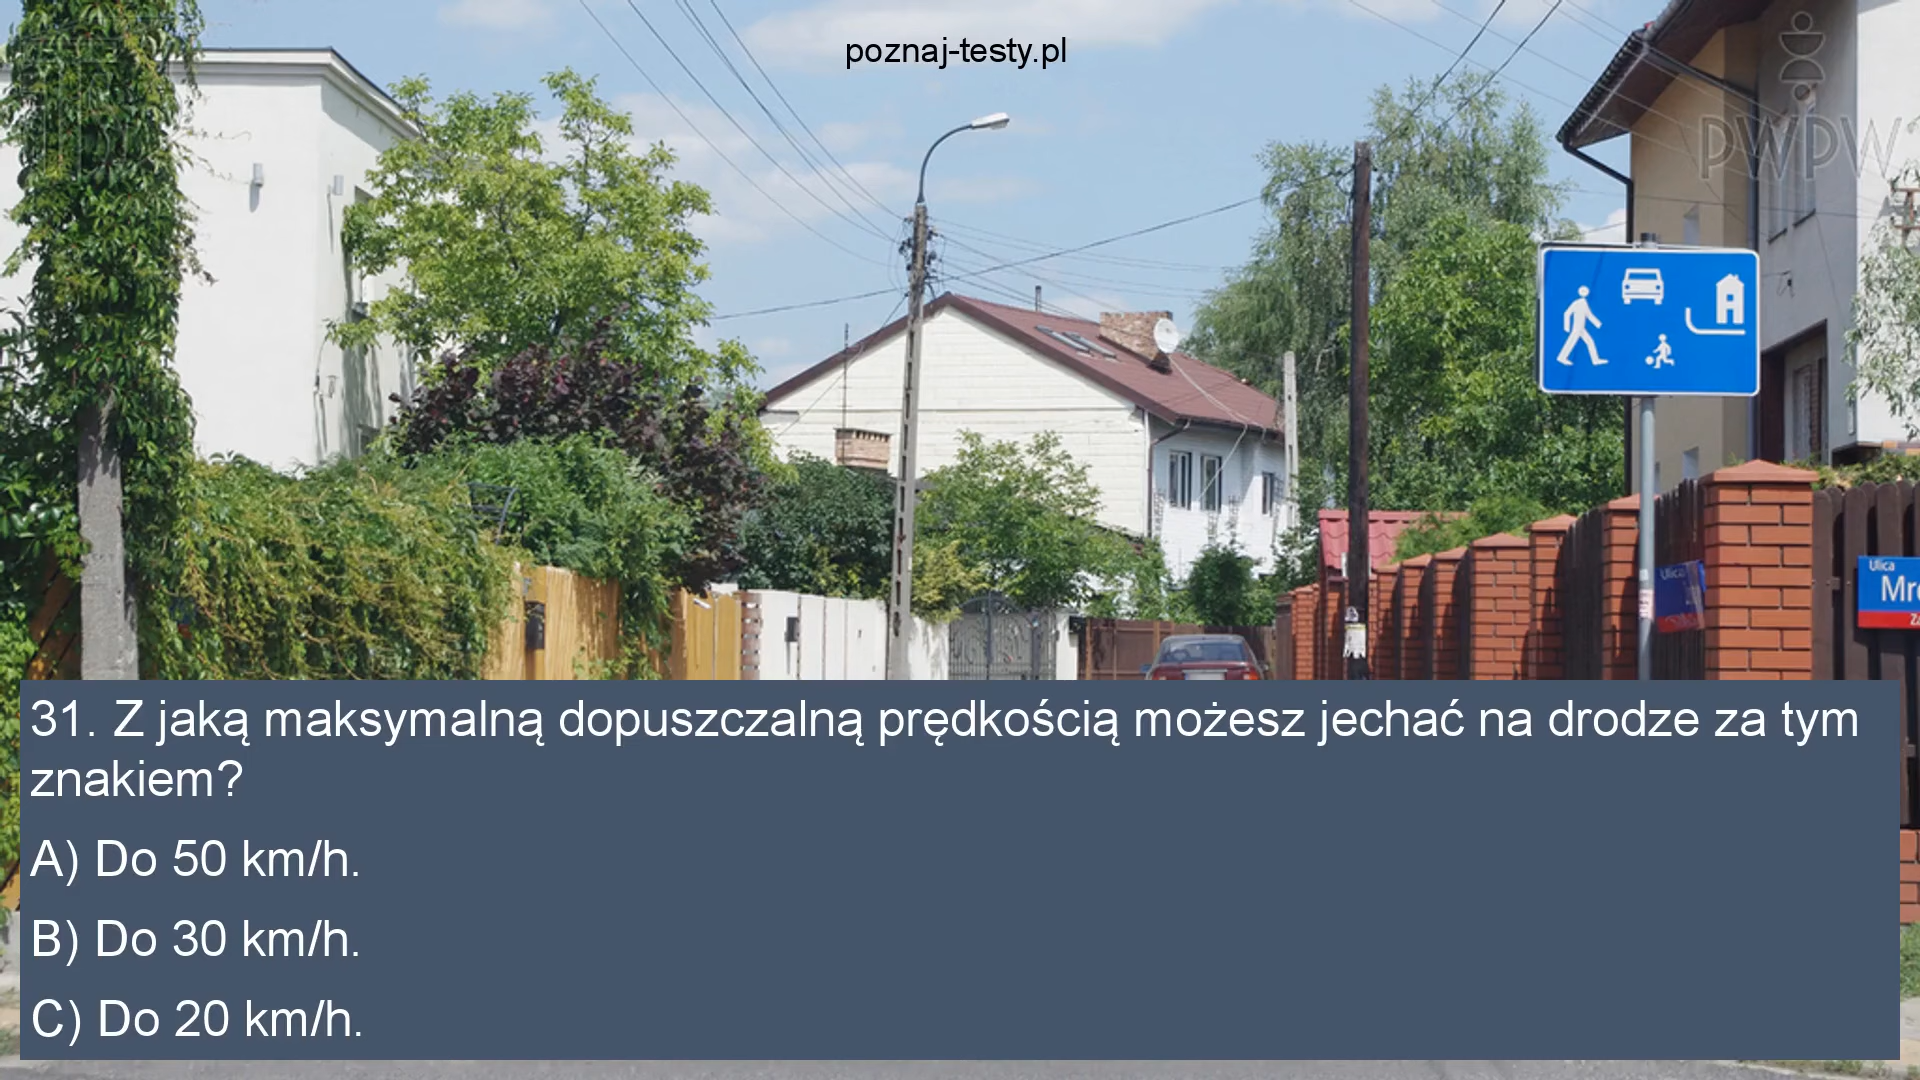 poznaj-testy.pl
PWPW
Ulica
Ulica
31. Z jaką maksymalną dopuszczalną prędkością możesz jechać na drodze za tym
znakiem?
A) Do 50 km/h.
B) Do 30 km/h.
C) Do 20 km/h.